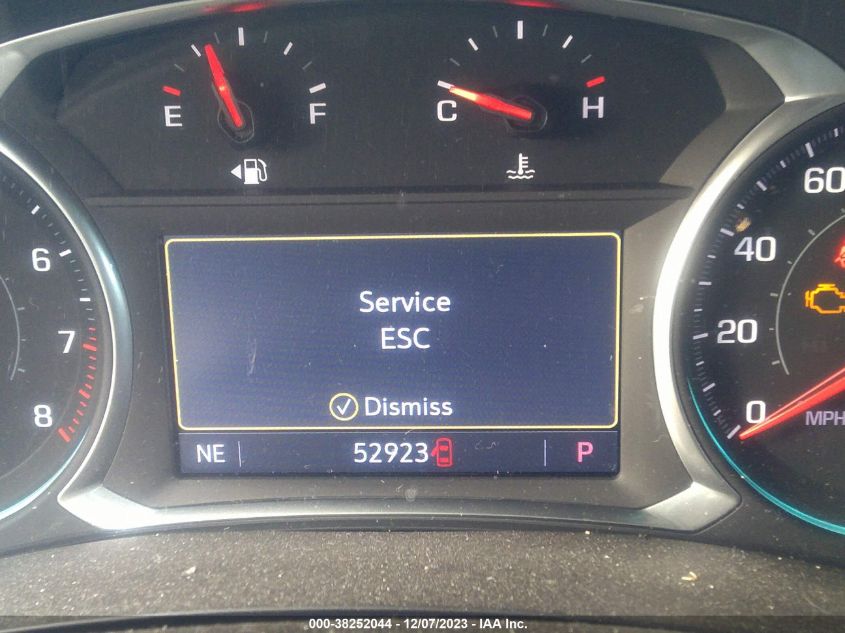 E F C H
60
40
20
0
MPH
6
7
8
Service
ESC
Dismiss
NE 52923 P
000-38252044 - 12/07/2023 - IAA Inc.